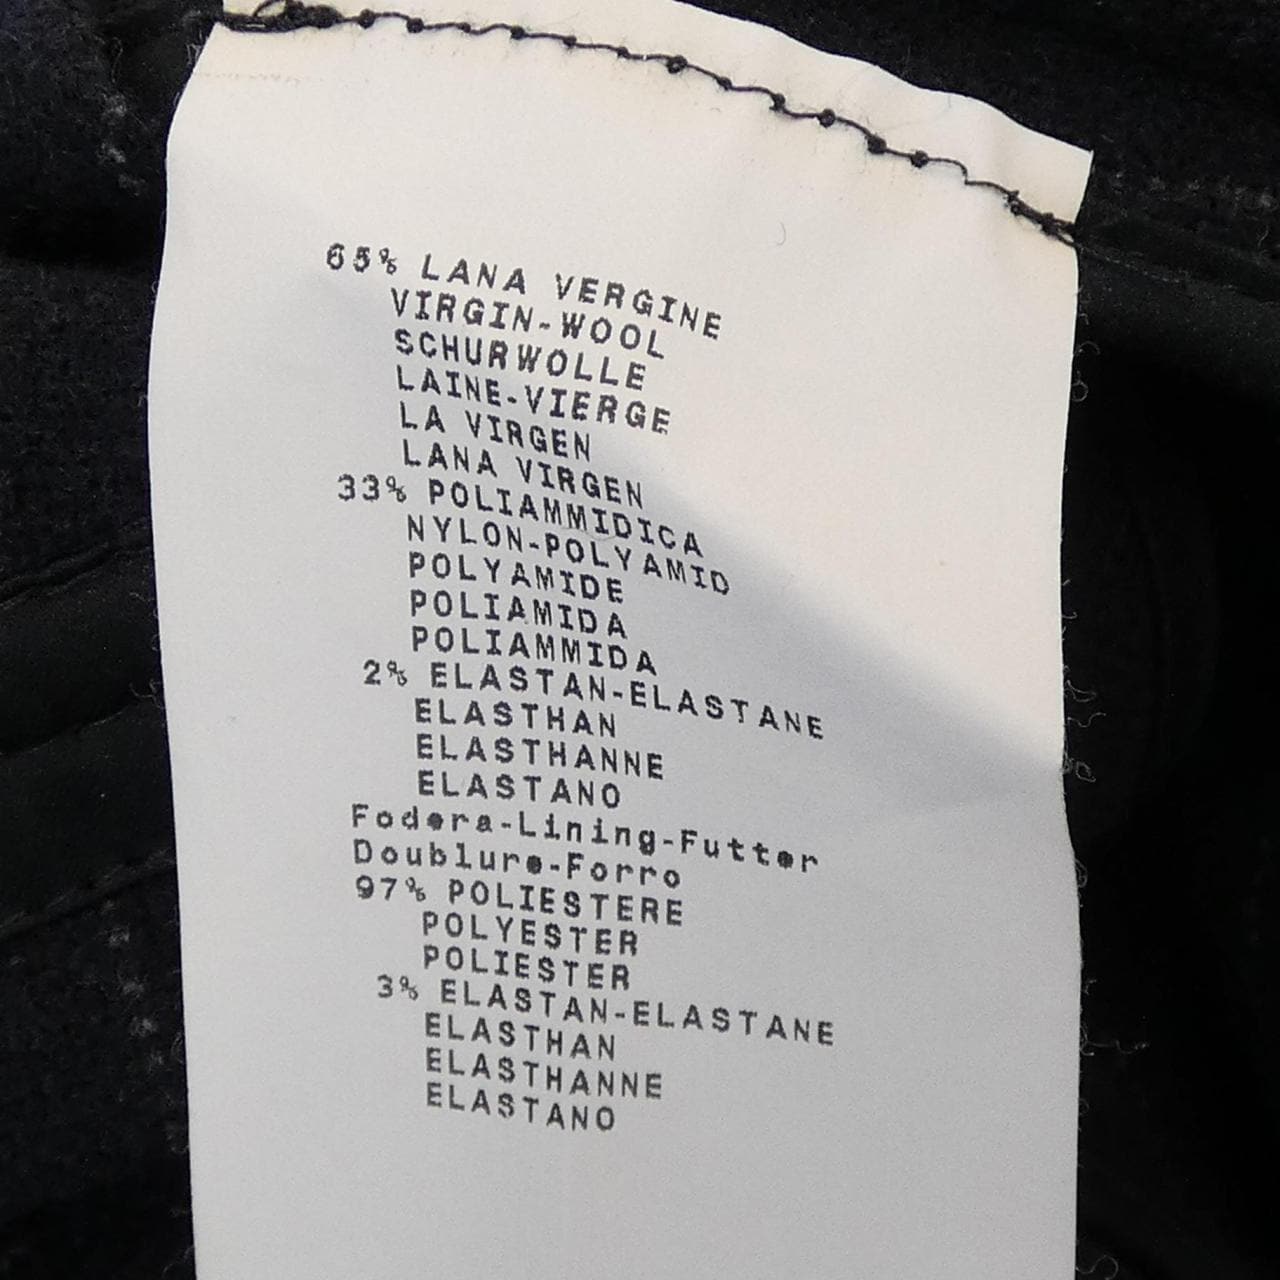 65% LANA VERGINE
VIRGIN-WOOL
SCHURWOLLE
LAINE-VIERGE
LA VIRGEN
LANA VIRGEN
33% POLIAMMIDICA
NYLON-POLYAMID
POLYAMIDE
POLIAMIDA
POLIAMMIDA
2% ELASTAN-ELASTANE
ELASTHAN
ELASTHANNE
ELASTANO
Fodera-Lining-Futter
Doublure-Forro
97% POLIESTERE
POLYESTER
POLIESTER
3% ELASTAN-ELASTANE
ELASTHAN
ELASTHANNE
ELASTANO